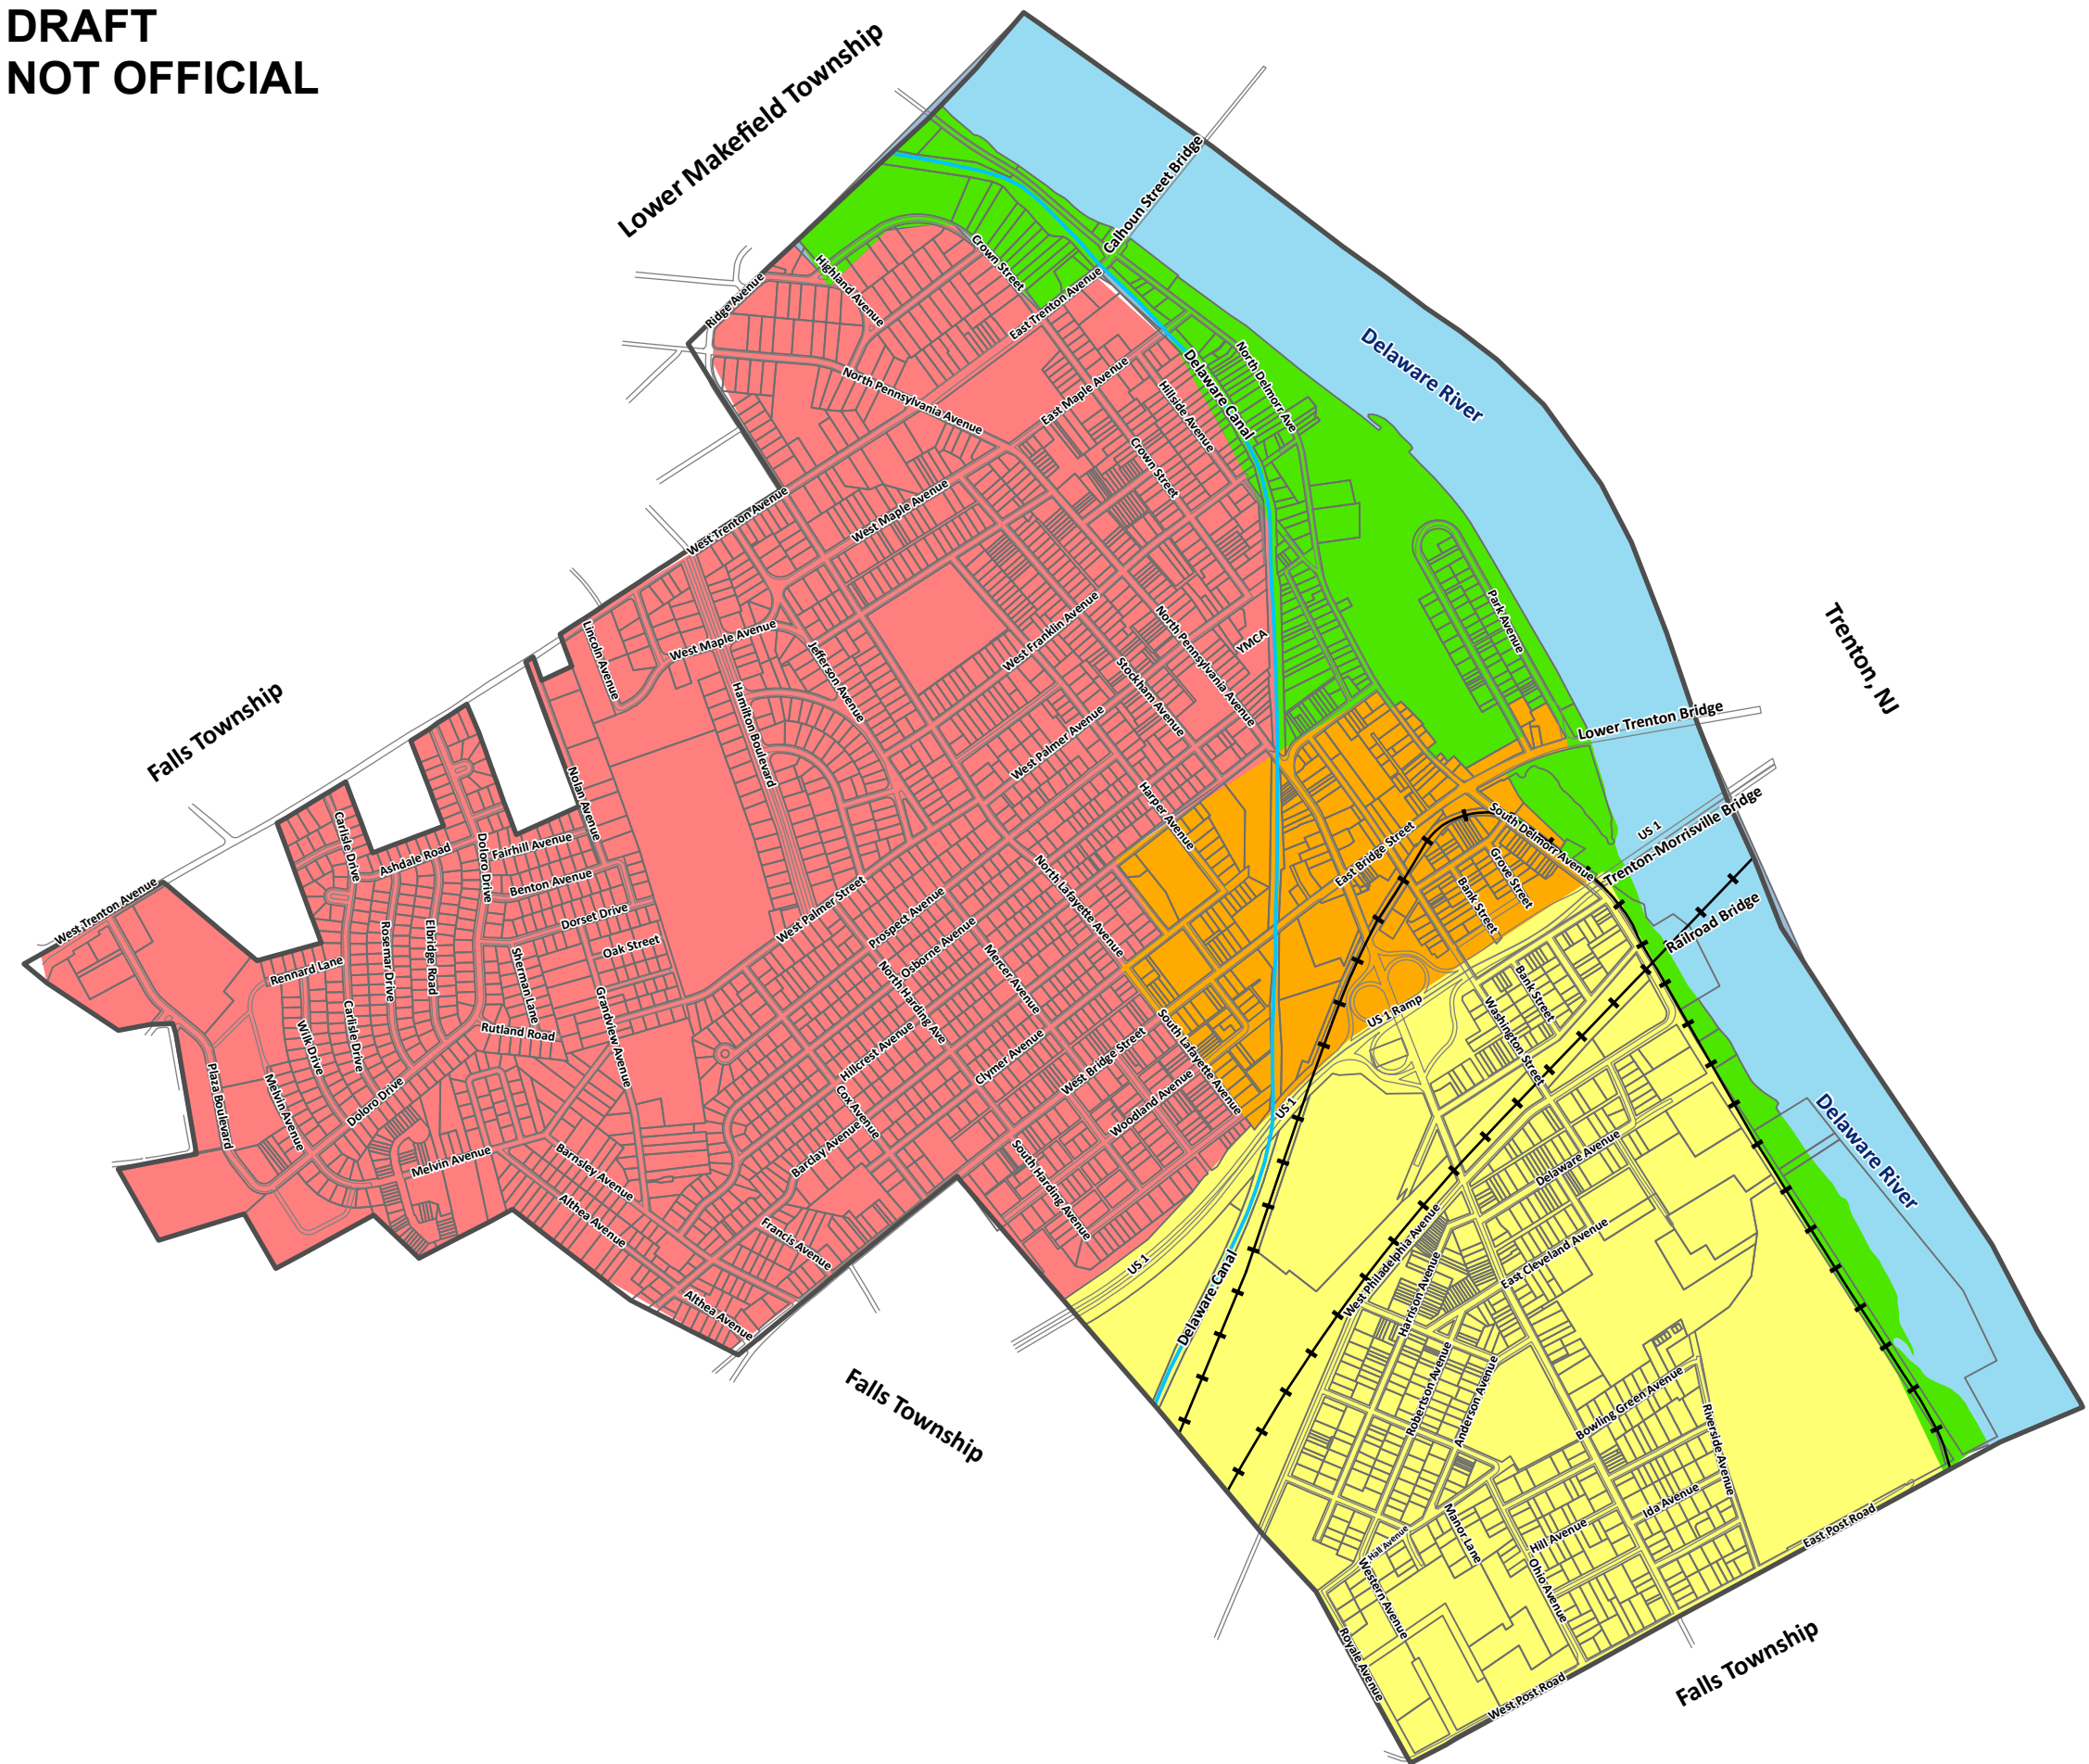 DRAFT
NOT OFFICIAL
Lower Makefield Township
Calhoun Street Bridge
Crown Street
Highland Avenue
Ridge Avenue
East Trenton Avenue
Delaware River
North Pennsylvania Avenue
East Maple Avenue
Delaware Canal
North Delmorr Ave
Hillside Avenue
Crown Street
West Trenton Avenue
West Maple Avenue
Park Avenue
Trenton, NJ
Lincoln Avenue
West Maple Avenue
Jefferson Avenue
West Franklin Avenue
North Pennsylvania Avenue
YMCA
Stockham Avenue
Falls Township
Hamilton Boulevard
West Palmer Avenue
Lower Trenton Bridge
Nolan Avenue
Harper Avenue
Carlisle Drive
Ashdale Road
Doloro Drive
Fairhill Avenue
Benton Avenue
East Bridge Street
South Delmorr Avenue
US 1
Trenton-Morrisville Bridge
Grove Street
Bank Street
West Trenton Avenue
Rosemar Drive
Elbridge Road
Dorset Drive
Oak Street
Sherman Lane
West Palmer Street
Prospect Avenue
Osborne Avenue
North Lafayette Avenue
Mercer Avenue
North Harding Ave
Railroad Bridge
Rennard Lane
Carlisle Drive
Wilk Drive
Rutland Road
Grandview Avenue
Hillcrest Avenue
Clymer Avenue
West Bridge Street
South Lafayette Avenue
US 1 Ramp
Bank Street
Washington Street
Plaza Boulevard
Melvin Avenue
Doloro Drive
Cox Avenue
Woodland Avenue
US 1
Delaware River
Melvin Avenue
Barnsley Avenue
Barclay Avenue
South Harding Avenue
Delaware Avenue
Althea Avenue
Francis Avenue
US 1
West Philadelphia Avenue
East Cleveland Avenue
Harrison Avenue
Delaware Canal
Althea Avenue
Falls Township
Robertson Avenue
Anderson Avenue
Bowling Green Avenue
Riverside Avenue
Ida Avenue
East Post Road
Manor Lane
Hill Avenue
Hall Avenue
Western Avenue
Ohio Avenue
Royale Avenue
West Post Road
Falls Township